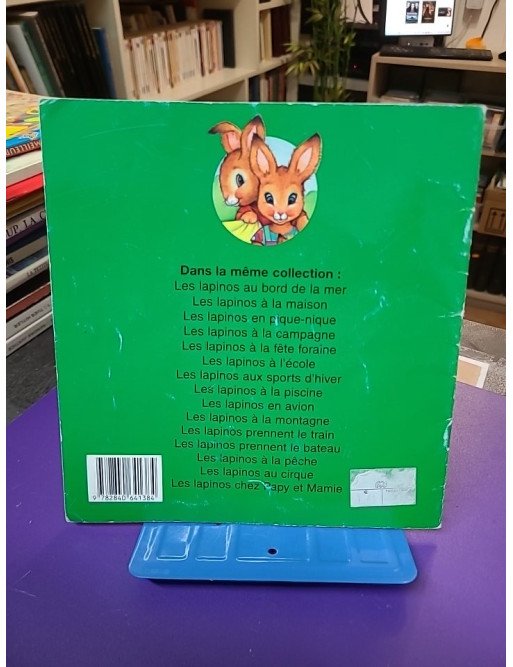 Dans la même collection :
Les lapinos au bord de la mer
Les lapinos à la maison
Les lapinos en pique-nique
Les lapinos à la campagne
Les lapinos à la fête foraine
Les lapinos à l'école
Les lapinos aux sports d'hiver
Les lapinos à la piscine
Les lapinos en avion
Les lapinos à la montagne
Les lapinos prennent le train
Les lapinos prennent le bateau
Les lapinos à la pêche
Les lapinos au cirque
Les lapinos chez Papy et Mamie
9 782840 641384